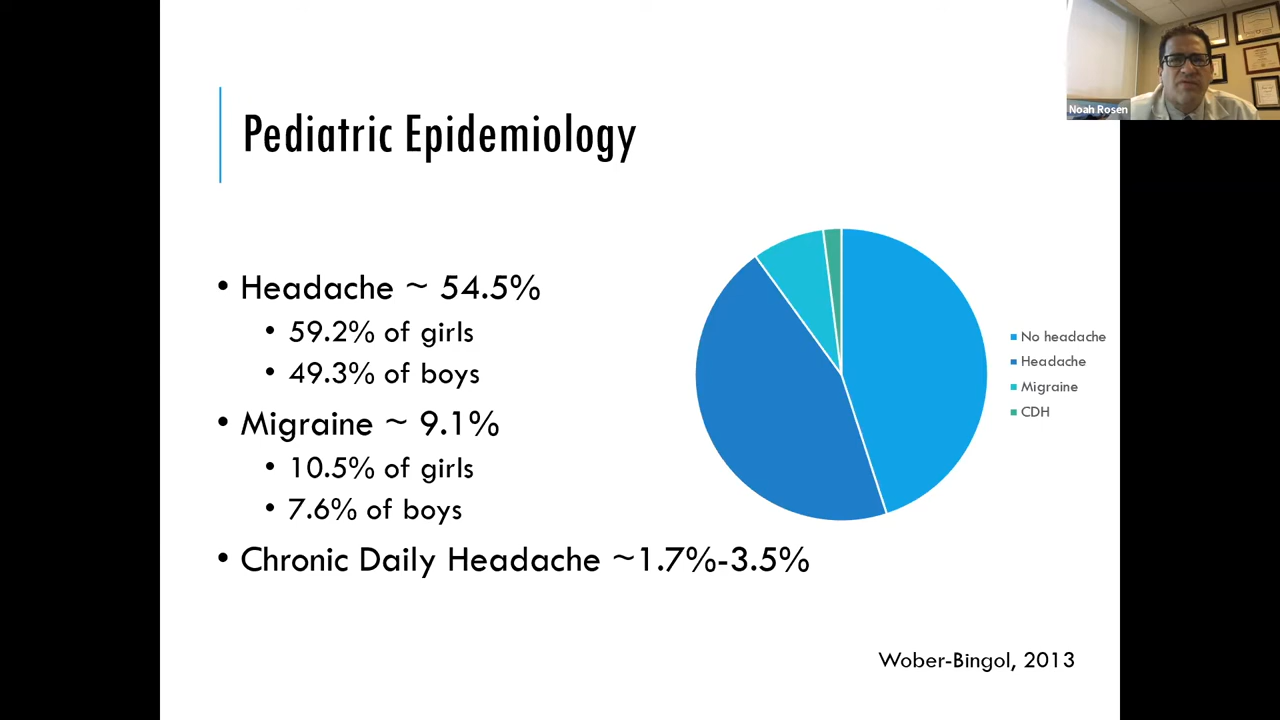 Noah Rosen
Pediatric Epidemiology
• Headache ~ 54.5%
• 59.2% of girls
• 49.3% of boys
• Migraine ~ 9.1%
• 10.5% of girls
• 7.6% of boys
• Chronic Daily Headache ~1.7%-3.5%
No headache
Headache
Migraine
CDH
Wober-Bingol, 2013